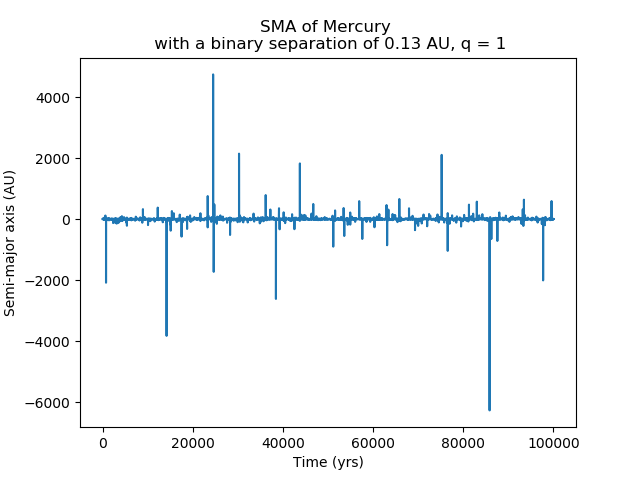 SMA of Mercury
with a binary separation of 0.13 AU, q = 1
Semi-major axis (AU)
4000
2000
0
−2000
−4000
−6000
0 20000 40000 60000 80000 100000
Time (yrs)